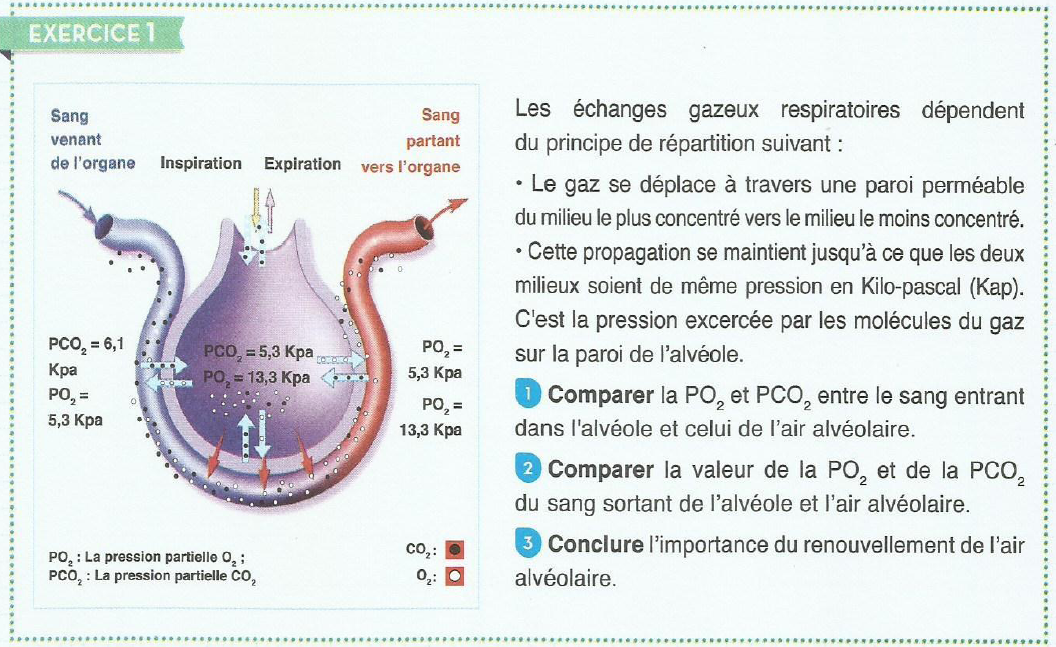 EXERCICE 1
Sang
venant
de l'organe
Inspiration
Expiration
Sang
partant
vers l'organe
PCO₂ = 6,1
Kpa
PO₂ =
5,3 Kpa
PCO₂ = 5,3 Kpa
PO₂ = 13,3 Kpa
PO₂ =
5,3 Kpa
PO₂ =
13,3 Kpa
PO₂ : La pression partielle O₂ ;
PCO₂ : La pression partielle CO₂
CO₂:
O₂:
Les échanges gazeux respiratoires dépendent
du principe de répartition suivant :
• Le gaz se déplace à travers une paroi perméable
du milieu le plus concentré vers le milieu le moins concentré.
• Cette propagation se maintient jusqu'à ce que les deux
milieux soient de même pression en Kilo-pascal (Kap).
C'est la pression excercée par les molécules du gaz
sur la paroi de l'alvéole.
1 Comparer la PO₂ et PCO₂ entre le sang entrant
dans l'alvéole et celui de l'air alvéolaire.
2 Comparer la valeur de la PO₂ et de la PCO₂
du sang sortant de l'alvéole et l'air alvéolaire.
3 Conclure l'importance du renouvellement de l'air
alvéolaire.